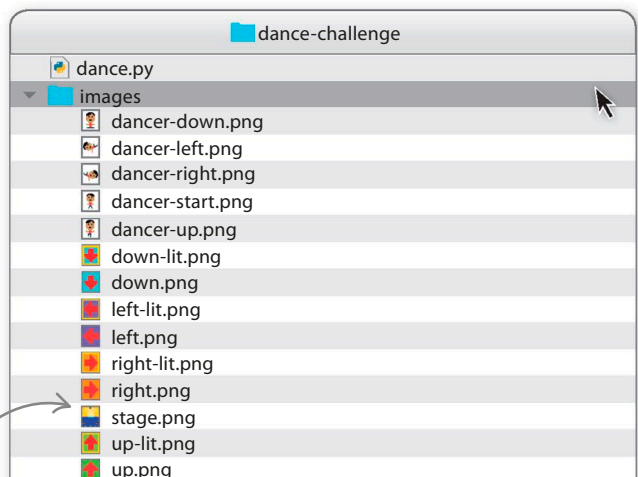 dance-challenge
dance.py
images
dancer-down.png
dancer-left.png
dancer-right.png
dancer-start.png
dancer-up.png
down-lit.png
down.png
left-lit.png
left.png
right-lit.png
right.png
stage.png
up-lit.png
up.png